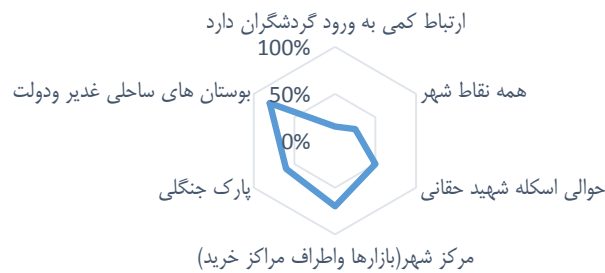 ارتباط کمی به ورود گردشگران دارد
100%
همه نقاط شهر
بوستان های ساحلی غدیر ودولت
50%
0%
حوالی اسکله شهید حقانی
پارک جنگلی
مرکز شهر(بازارها واطراف مراکز خرید)